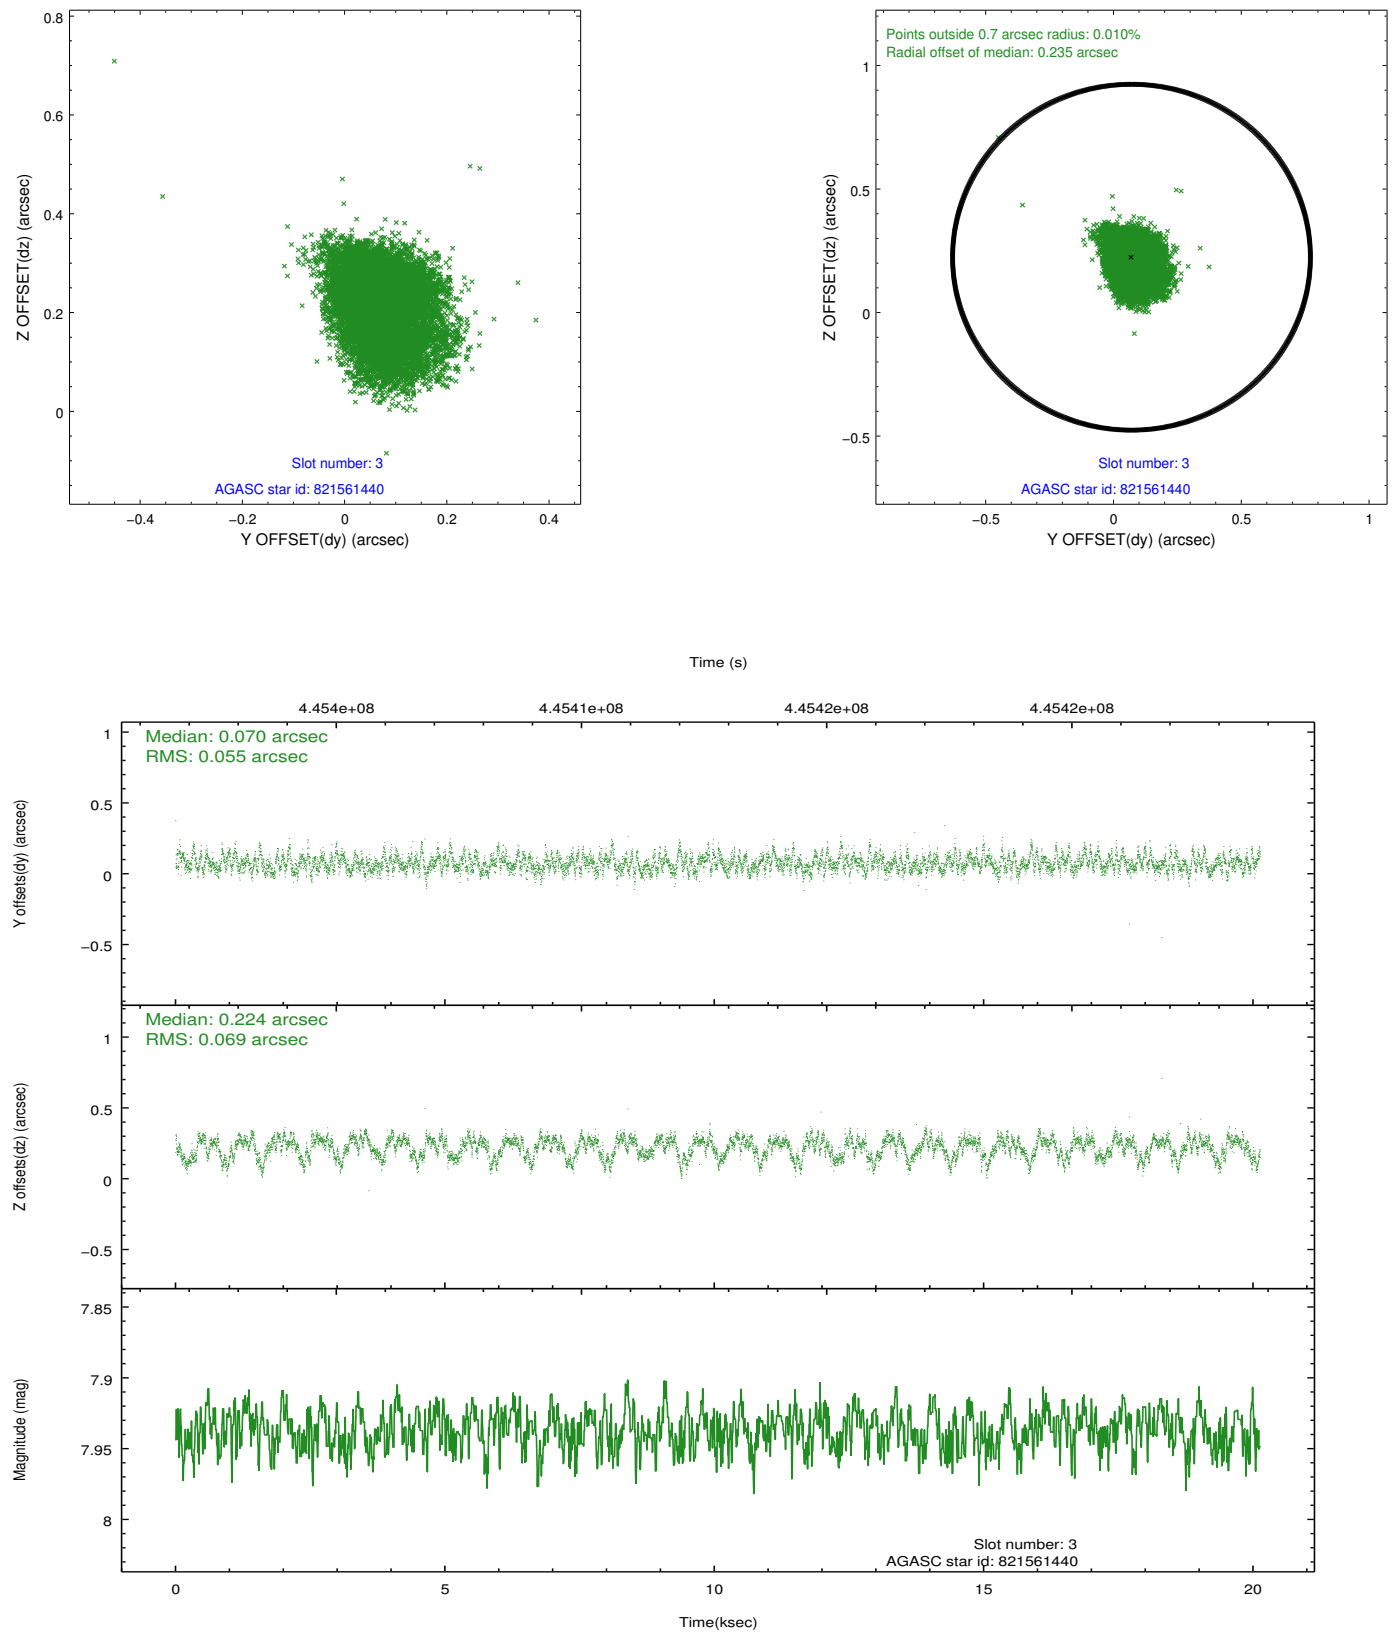 0.8
0.6
0.4
0.2
0
−0.4
−0.2
0
0.2
0.4
Z OFFSET(dz) (arcsec)
Y OFFSET(dy) (arcsec)
Slot number: 3
AGASC star id: 821561440
Points outside 0.7 arcsec radius: 0.010%
Radial offset of median: 0.235 arcsec
1
0.5
0
−0.5
−0.5
0
0.5
1
Z OFFSET(dz) (arcsec)
Y OFFSET(dy) (arcsec)
Slot number: 3
AGASC star id: 821561440
Time (s)
4.454e+08
4.4541e+08
4.4542e+08
4.4542e+08
Median: 0.070 arcsec
RMS: 0.055 arcsec
1
0.5
0
−0.5
Y offsets(dy) (arcsec)
Median: 0.224 arcsec
RMS: 0.069 arcsec
1
0.5
0
−0.5
Z offsets(dz) (arcsec)
7.85
7.9
7.95
8
Magnitude (mag)
Slot number: 3
AGASC star id: 821561440
0
5
10
15
20
Time(ksec)